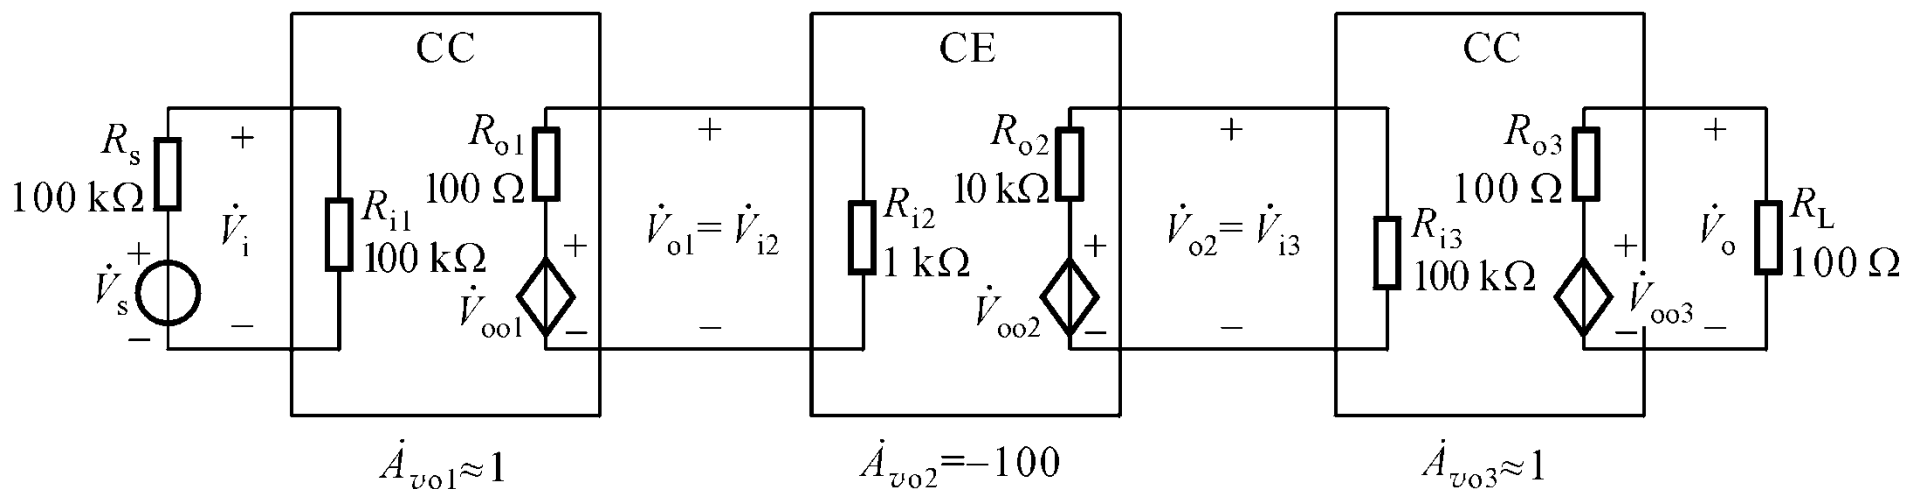 CC
CE
CC
Rs
100 kΩ
V̇s
+
−
+
V̇i
−
Ri1
100 kΩ
Ro1
100 Ω
V̇oo1
+
−
+
V̇o1= V̇i2
−
Ri2
1 kΩ
Ro2
10 kΩ
V̇oo2
+
−
+
V̇o2= V̇i3
−
Ri3
100 kΩ
Ro3
100 Ω
V̇oo3
+
−
+
V̇o
−
RL
100 Ω
Ȧvo1≈1
Ȧvo2=−100
Ȧvo3≈1